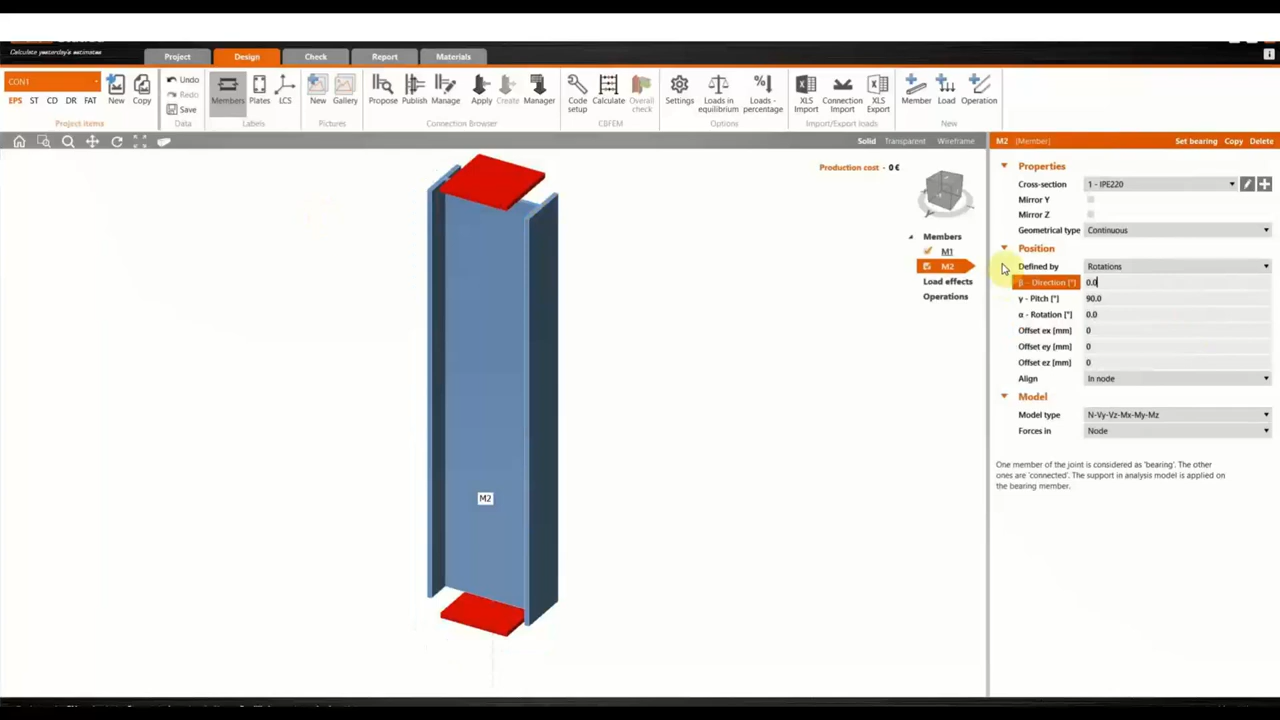 Calculate yesterday's estimates
Project
Design
Check
Report
Materials
CON1
EPS ST CD DR FAT
New
Copy
Project items
Undo
Redo
Save
Data
Members
Plates
LCS
Labels
New
Gallery
Pictures
Propose
Publish
Manage
Apply
Create
Manager
Connection Browser
Code setup
Calculate
Overall check
CBFEM
Settings
Loads in equilibrium
Loads - percentage
Options
XLS Import
Connection Import
XLS Export
Import/Export loads
Member
Load
Operation
New
Solid
Transparent
Wireframe
Production cost - 0 €
Members
M1
M2
Load effects
Operations
M2
M2 [Member]
Set bearing
Copy
Delete
Properties
Cross-section 1 - IPE220
Mirror Y
Mirror Z
Geometrical type Continuous
Position
Defined by Rotations
β - Direction [°] 0.0
γ - Pitch [°] 90.0
α - Rotation [°] 0.0
Offset ex [mm] 0
Offset ey [mm] 0
Offset ez [mm] 0
Align In node
Model
Model type N-Vy-Vz-Mx-My-Mz
Forces in Node
One member of the joint is considered as 'bearing'. The other
ones are 'connected'. The support in analysis model is applied on
the bearing member.